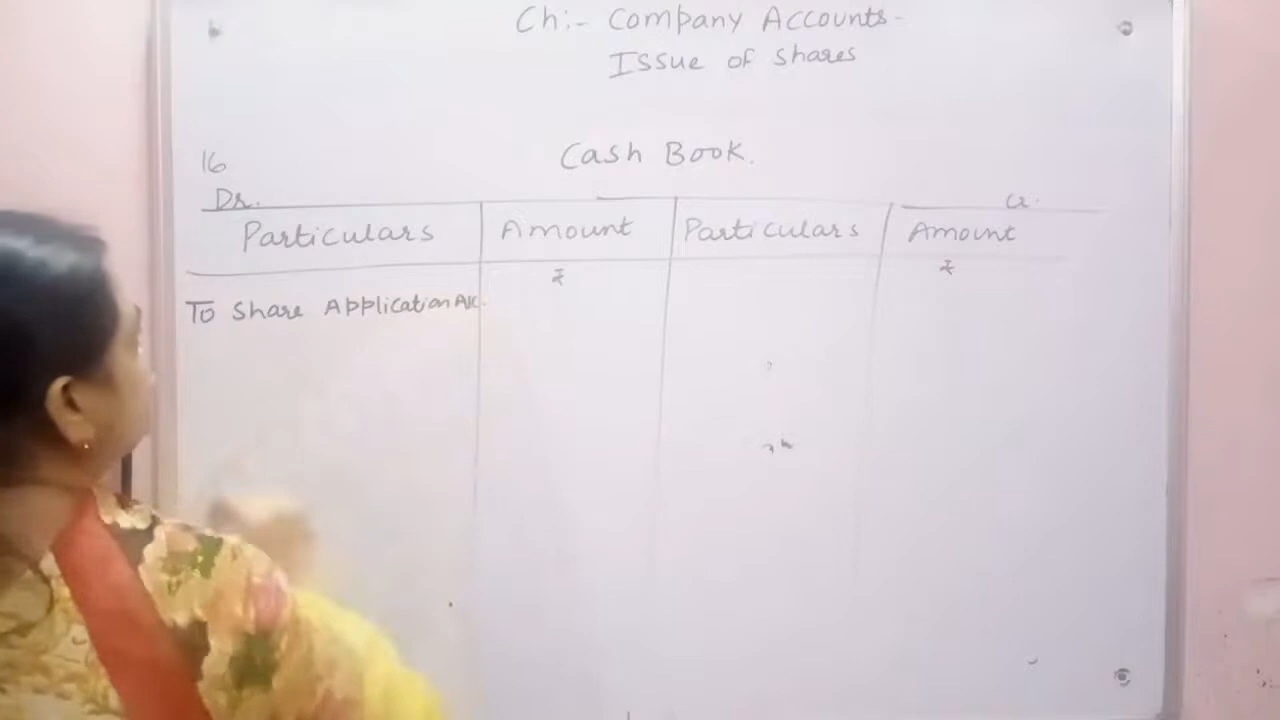 Ch:- Company Accounts-
Issue of shares
16
Cash Book.
Dr.
Cr.
Particulars Amount Particulars Amount
₹ ₹
To Share Application A/c.